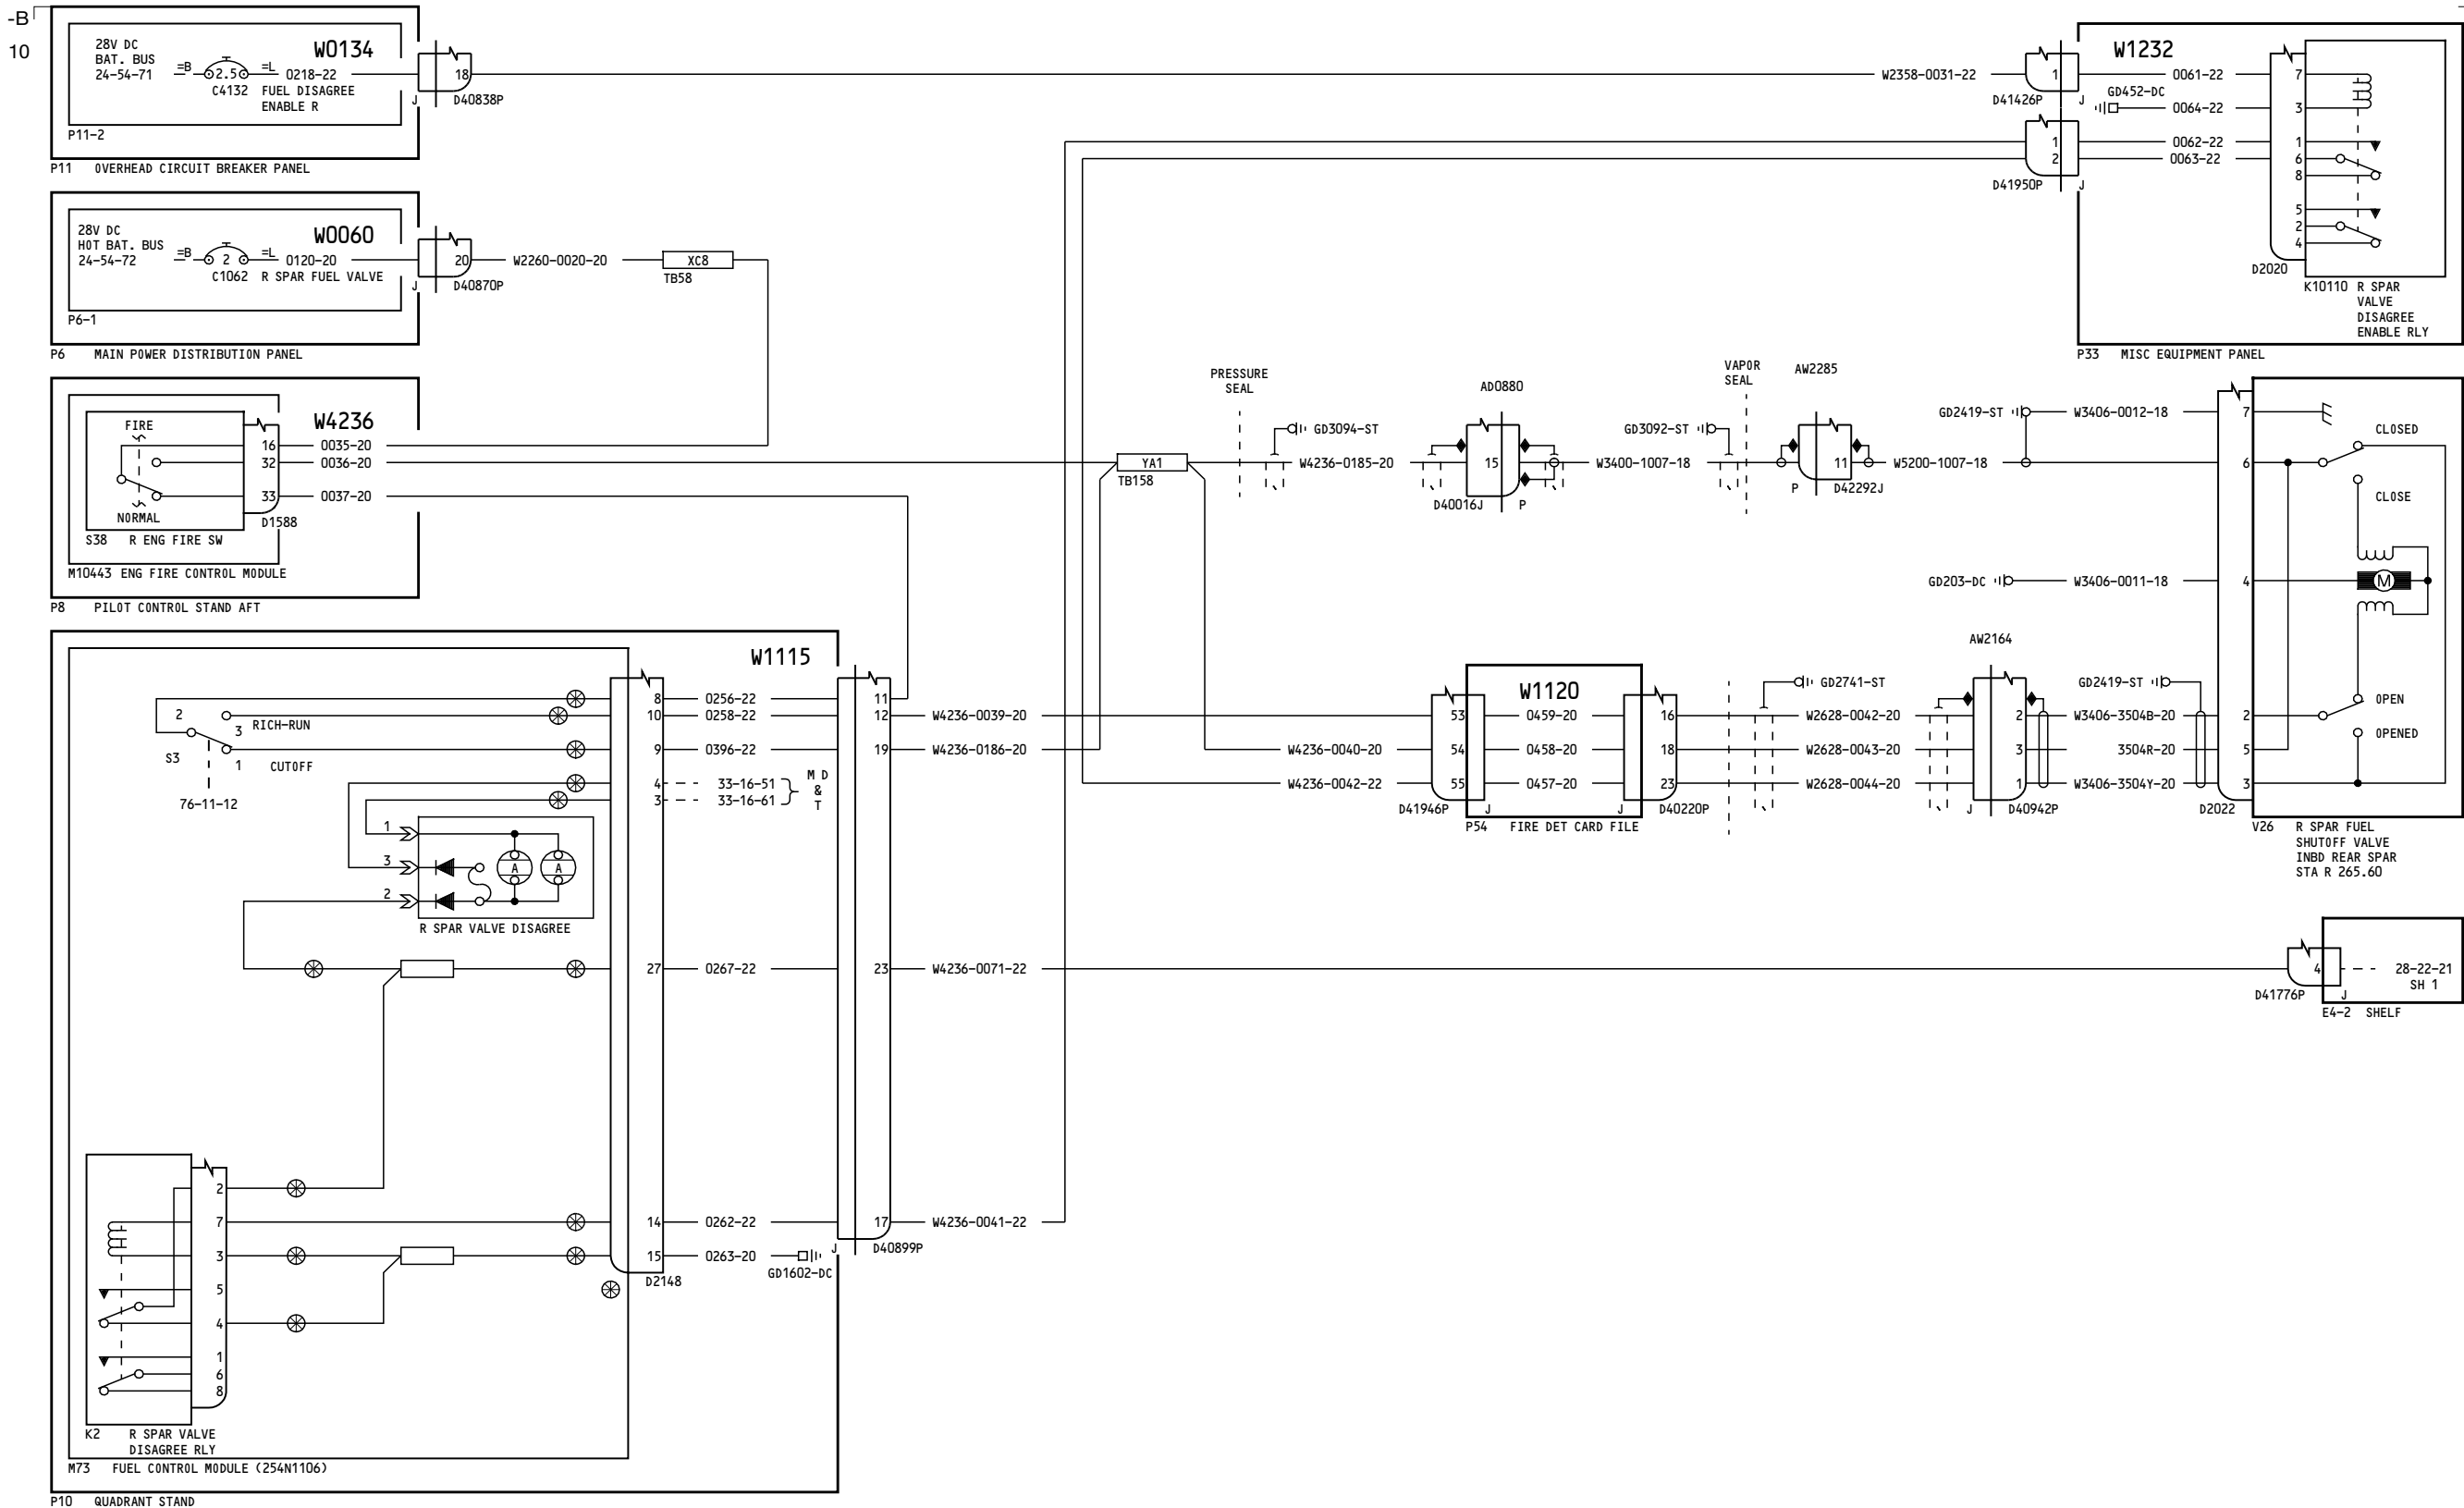 -B
10
28V DC
BAT. BUS
24-54-71
=B
2.5
=L
W0134
0218-22
C4132
FUEL DISAGREE
ENABLE R
P11-2
18
J
D40838P
P11 OVERHEAD CIRCUIT BREAKER PANEL
W2358-0031-22
1
D41426P
J
W1232
0061-22
GD452-DC
0064-22
1
2
0062-22
0063-22
D41950P
J
7
3
1
6
8
5
2
4
D2020
K10110 R SPAR
VALVE
DISAGREE
ENABLE RLY
P33 MISC EQUIPMENT PANEL
28V DC
HOT BAT. BUS
24-54-72
=B
2
=L
W0060
0120-20
C1062 R SPAR FUEL VALVE
P6-1
20
J
D40870P
W2260-0020-20
XC8
TB58
P6 MAIN POWER DISTRIBUTION PANEL
FIRE
NORMAL
W4236
16
32
33
0035-20
0036-20
0037-20
D1588
S38 R ENG FIRE SW
M10443 ENG FIRE CONTROL MODULE
P8 PILOT CONTROL STAND AFT
YA1
TB158
PRESSURE
SEAL
GD3094-ST
W4236-0185-20
AD0880
15
D40016J
P
GD3092-ST
W3400-1007-18
VAPOR
SEAL
AW2285
11
P
D42292J
W5200-1007-18
GD2419-ST
W3406-0012-18
7
6
CLOSED
CLOSE
GD203-DC
W3406-0011-18
4
M
W1115
2
3
RICH-RUN
S3
1
CUTOFF
76-11-12
8
10
9
4
3
0256-22
0258-22
0396-22
33-16-51
33-16-61
M D
&
T
11
12
19
W4236-0039-20
W4236-0186-20
W4236-0040-20
W4236-0042-22
53
54
55
D41946P
J
W1120
0459-20
0458-20
0457-20
J
16
18
23
D40220P
P54 FIRE DET CARD FILE
GD2741-ST
W2628-0042-20
W2628-0043-20
W2628-0044-20
AW2164
2
3
1
J
D40942P
GD2419-ST
W3406-3504B-20
3504R-20
W3406-3504Y-20
2
5
3
D2022
OPEN
OPENED
V26 R SPAR FUEL
SHUTOFF VALVE
INBD REAR SPAR
STA R 265.60
1
3
2
A
A
R SPAR VALVE DISAGREE
27
0267-22
23
W4236-0071-22
4
D41776P
J
28-22-21
SH 1
E4-2 SHELF
2
7
3
5
4
1
6
8
14
15
0262-22
0263-20
GD1602-DC
17
W4236-0041-22
J
D40899P
D2148
K2 R SPAR VALVE
DISAGREE RLY
M73 FUEL CONTROL MODULE (254N1106)
P10 QUADRANT STAND